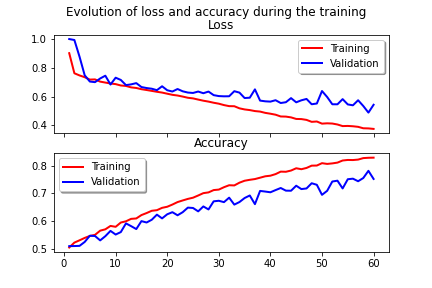 Evolution of loss and accuracy during the training
Loss
1.0
0.8
0.6
0.4
Training
Validation
Accuracy
0.8
0.7
0.6
0.5
Training
Validation
0 10 20 30 40 50 60